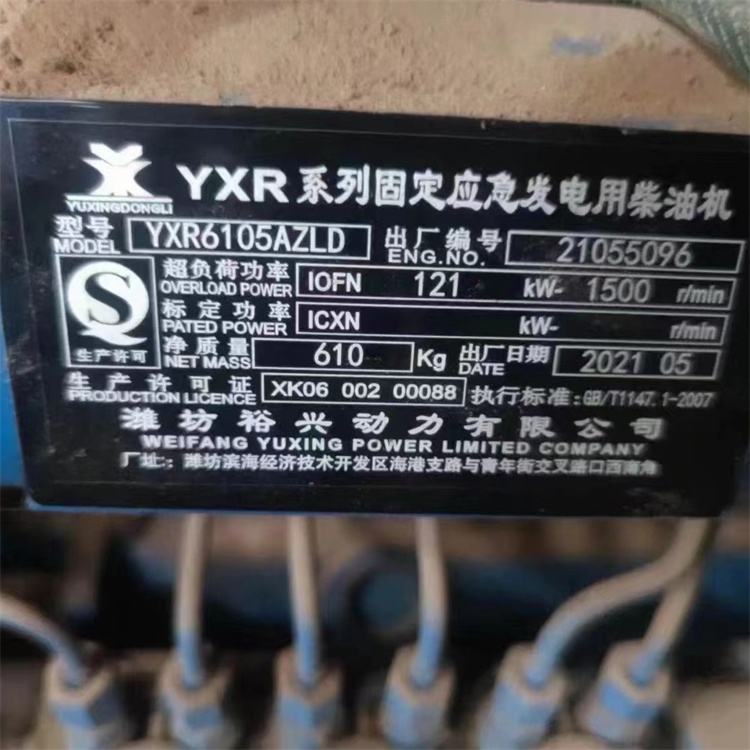 YUXINGDONGLI
YXR系列固定应急发电用柴油机
型号 MODEL YXR6105AZLD 出厂编号 ENG.NO. 21055096
超负荷功率 OVERLOAD POWER IOFN 121 kW- 1500 r/min
标定功率 PATED POWER ICXN kW- r/min
生产许可
净质量 NET MASS 610 Kg 出厂日期 DATE 2021 05
生产许可证 PRODUCTION LICENCE XK06 002 00088 执行标准:GB/T1147.1-2007
潍坊裕兴动力有限公司
WEIFANG YUXING POWER LIMITED COMPANY
厂址:潍坊滨海经济技术开发区海港支路与青年街交叉路口西南角